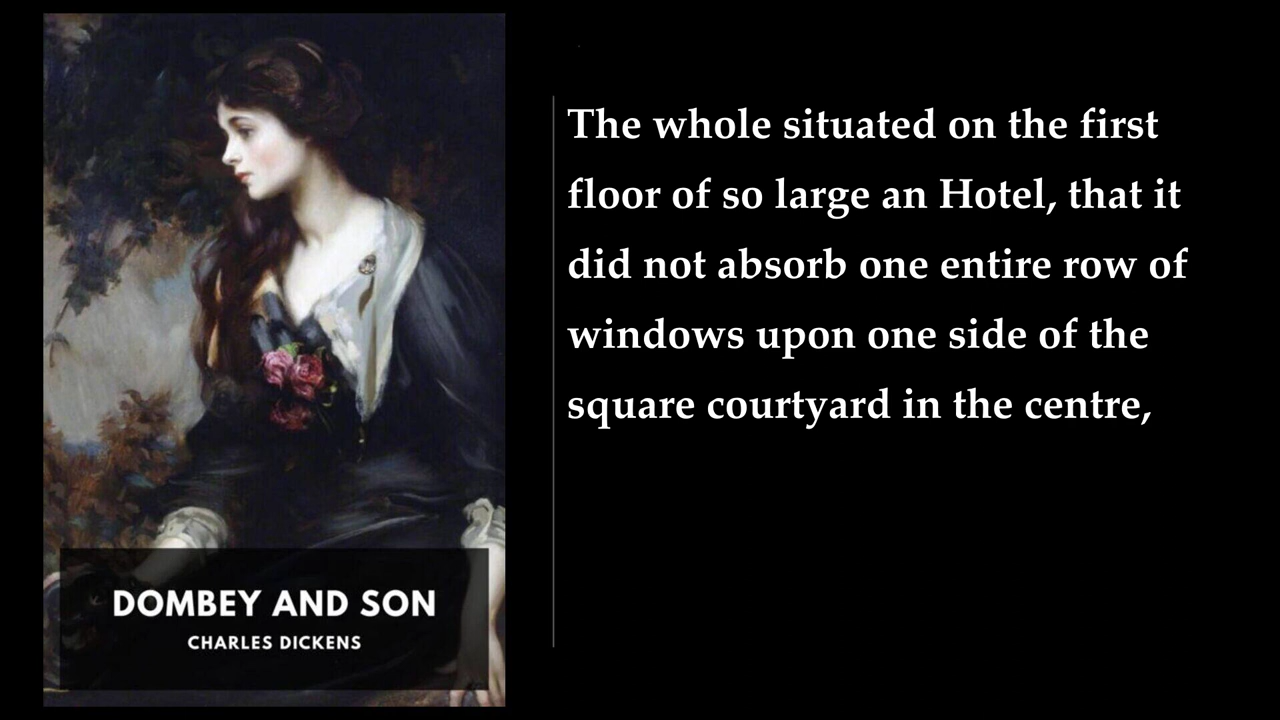 The whole situated on the first
floor of so large an Hotel, that it
did not absorb one entire row of
windows upon one side of the
square courtyard in the centre,
DOMBEY AND SON
CHARLES DICKENS